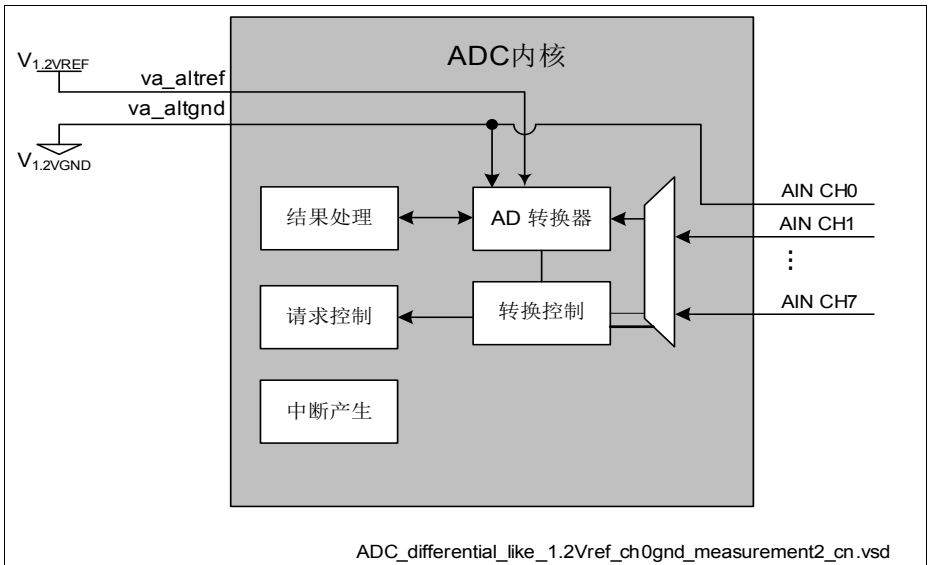 ADC内核
V1.2VREF
va_altref
va_altgnd
V1.2VGND
结果处理
AD 转换器
AIN CH0
AIN CH1
⋮
请求控制
转换控制
AIN CH7
中断产生
ADC_differential_like_1.2Vref_ch0gnd_measurement2_cn.vsd